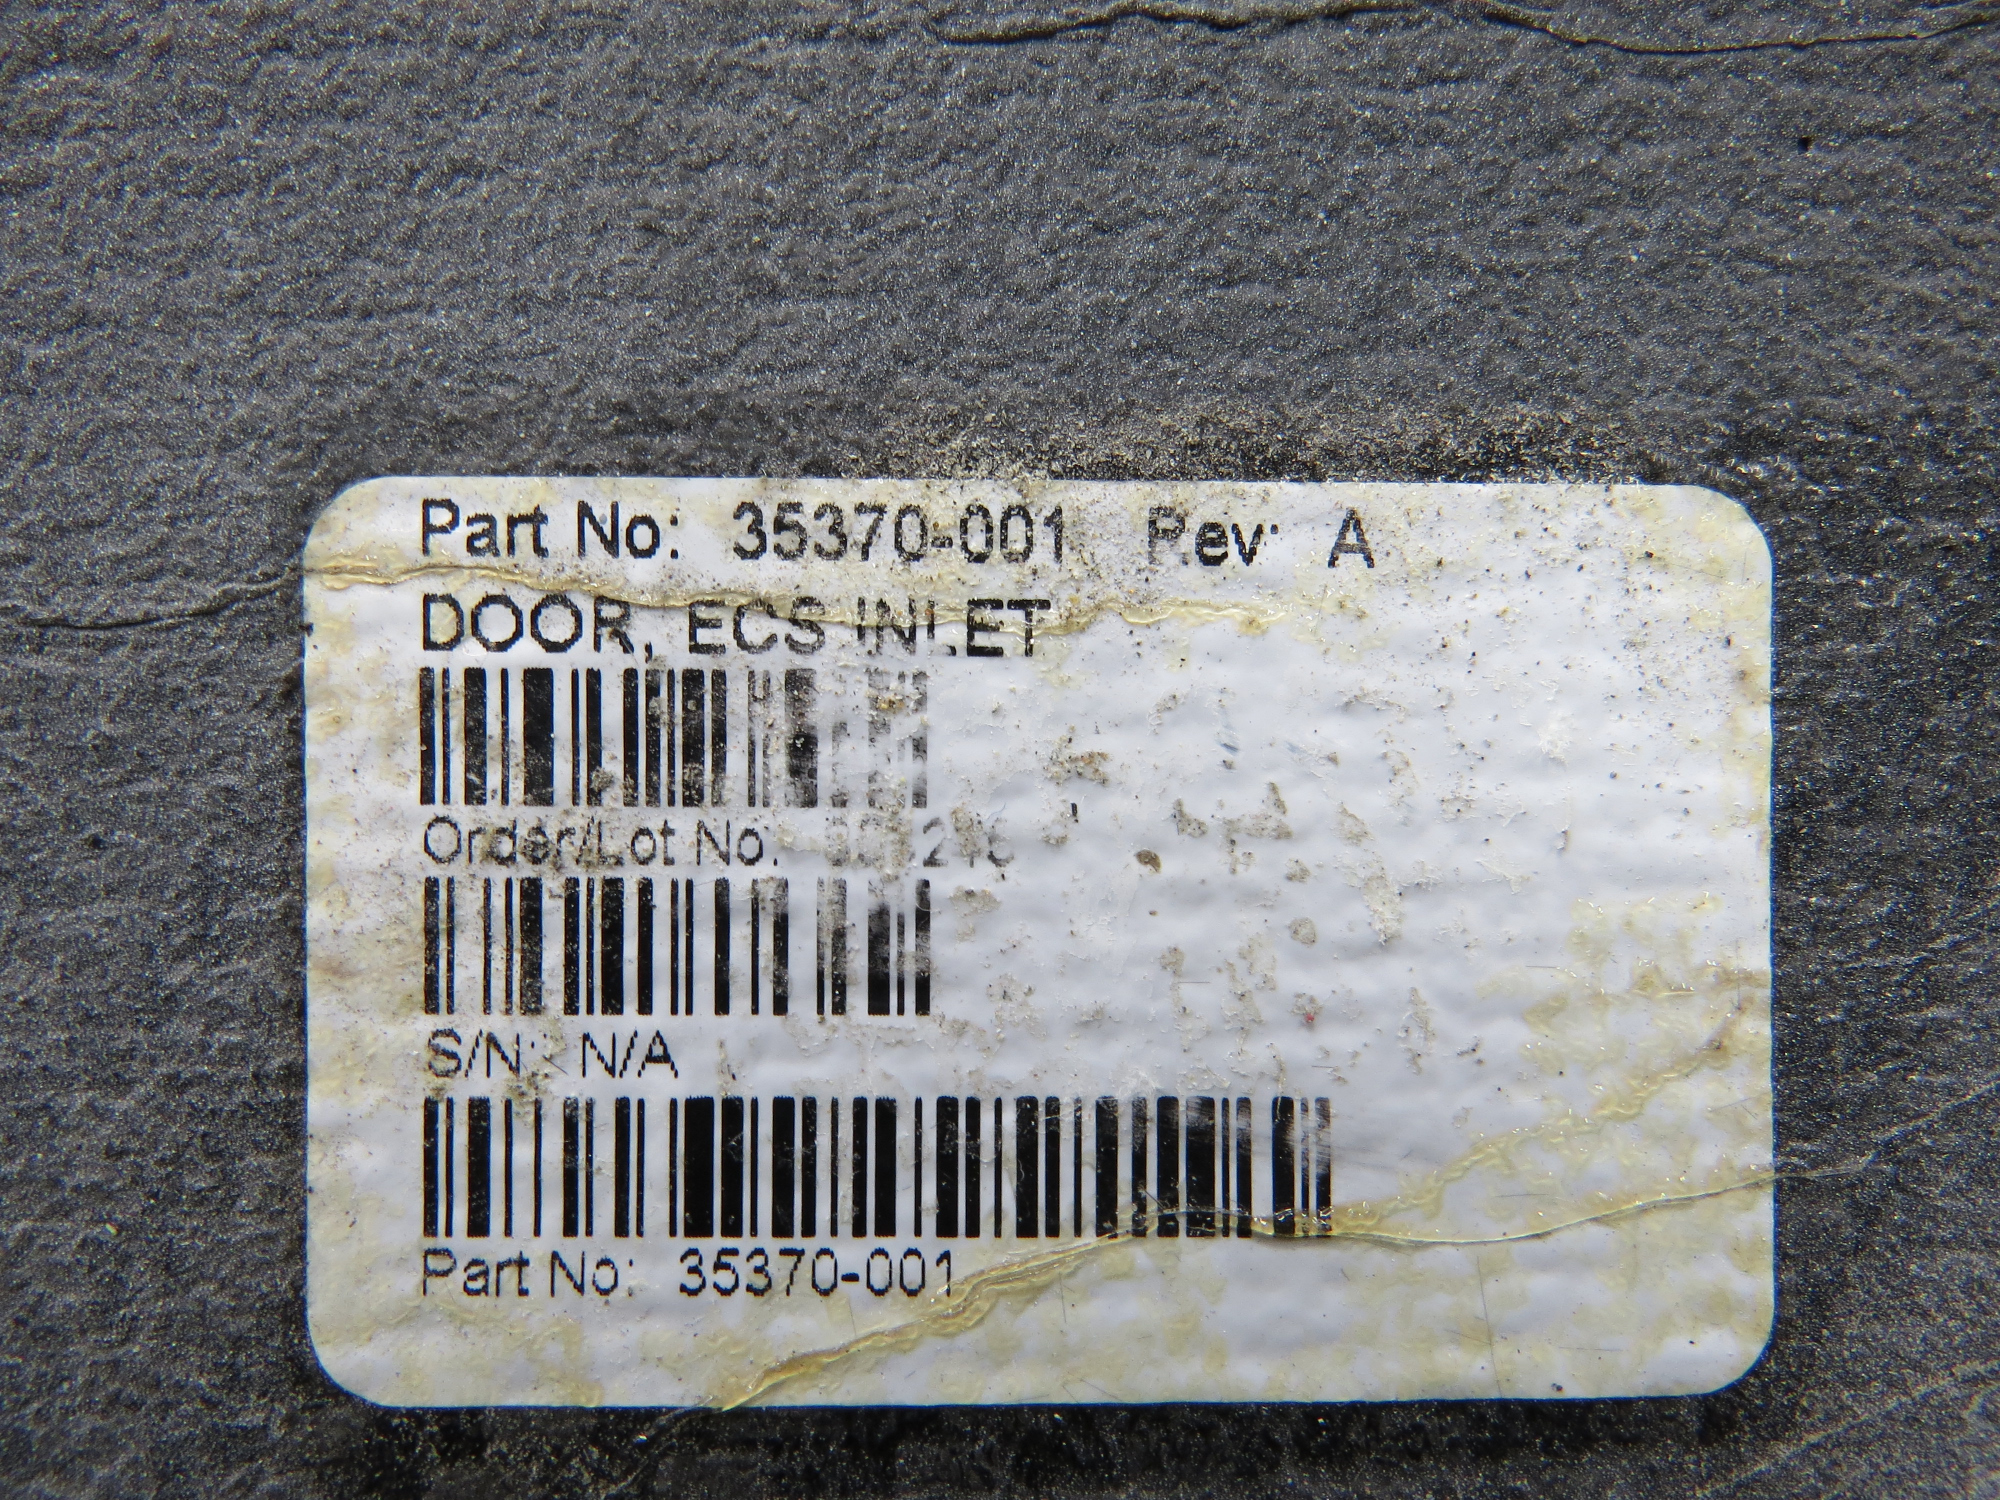 Part No: 35370-001 Rev: A
DOOR, ECS INLET
Order/Lot No.
S/N: N/A
Part No: 35370-001